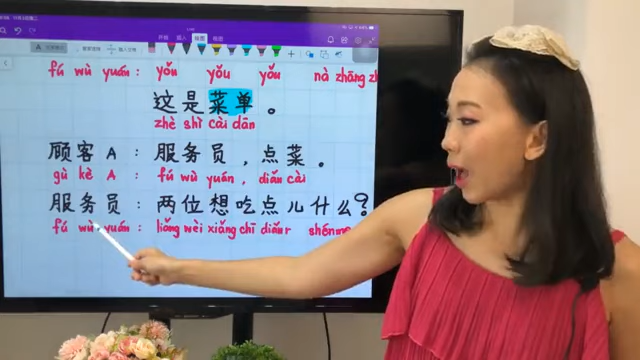 fú wù yuán: yǒu yǒu yǒu nà zhāng zh
这是菜单。
zhè shì cài dān
顾客A:服务员,点菜。
gù kè A: fú wù yuán, diǎn cài
服务员:两位想吃点儿什么?
fú wù yuán: liǎng wèi xiǎng chī diǎnr shénme